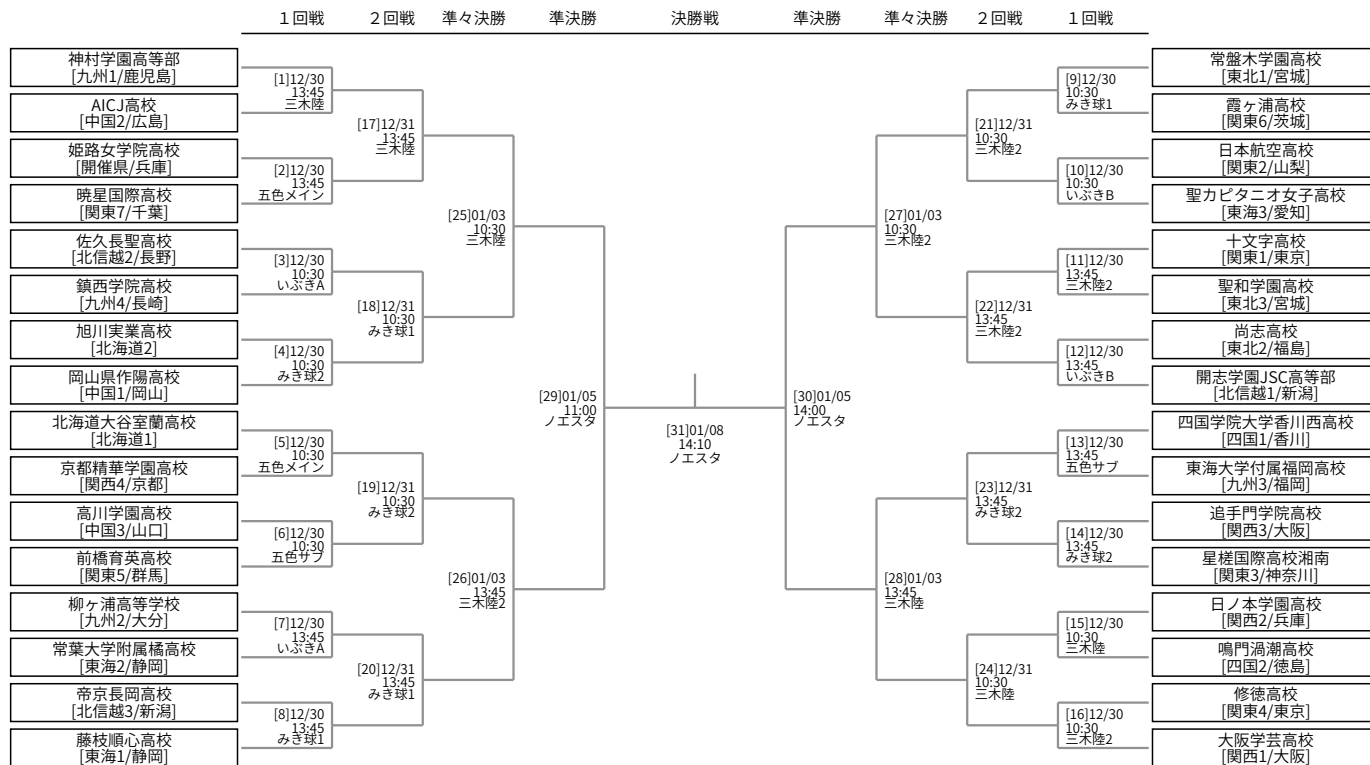 １回戦
２回戦
準々決勝
準決勝
決勝戦
準決勝
準々決勝
２回戦
１回戦
神村学園高等部
[九州1/鹿児島]
AICJ高校
[中国2/広島]
姫路女学院高校
[開催県/兵庫]
暁星国際高校
[関東7/千葉]
佐久長聖高校
[北信越2/長野]
鎮西学院高校
[九州4/長崎]
旭川実業高校
[北海道2]
岡山県作陽高校
[中国1/岡山]
北海道大谷室蘭高校
[北海道1]
京都精華学園高校
[関西4/京都]
高川学園高校
[中国3/山口]
前橋育英高校
[関東5/群馬]
柳ヶ浦高等学校
[九州2/大分]
常葉大学附属橘高校
[東海2/静岡]
帝京長岡高校
[北信越3/新潟]
藤枝順心高校
[東海1/静岡]
[1]12/30
13:45
三木陸
[2]12/30
13:45
五色メイン
[3]12/30
10:30
いぶきA
[4]12/30
10:30
みき球2
[5]12/30
10:30
五色メイン
[6]12/30
10:30
五色サブ
[7]12/30
13:45
いぶきA
[8]12/30
13:45
みき球1
[17]12/31
13:45
三木陸
[18]12/31
10:30
みき球1
[19]12/31
10:30
みき球2
[20]12/31
13:45
みき球1
[25]01/03
10:30
三木陸
[26]01/03
13:45
三木陸2
[29]01/05
11:00
ノエスタ
[31]01/08
14:10
ノエスタ
[30]01/05
14:00
ノエスタ
[27]01/03
10:30
三木陸2
[28]01/03
13:45
三木陸
[21]12/31
10:30
三木陸2
[22]12/31
13:45
三木陸2
[23]12/31
13:45
みき球2
[24]12/31
10:30
三木陸
[9]12/30
10:30
みき球1
[10]12/30
10:30
いぶきB
[11]12/30
13:45
三木陸2
[12]12/30
13:45
いぶきB
[13]12/30
13:45
五色サブ
[14]12/30
13:45
みき球2
[15]12/30
10:30
三木陸
[16]12/30
10:30
三木陸2
常盤木学園高校
[東北1/宮城]
霞ヶ浦高校
[関東6/茨城]
日本航空高校
[関東2/山梨]
聖カピタニオ女子高校
[東海3/愛知]
十文字高校
[関東1/東京]
聖和学園高校
[東北3/宮城]
尚志高校
[東北2/福島]
開志学園JSC高等部
[北信越1/新潟]
四国学院大学香川西高校
[四国1/香川]
東海大学付属福岡高校
[九州3/福岡]
追手門学院高校
[関西3/大阪]
星槎国際高校湘南
[関東3/神奈川]
日ノ本学園高校
[関西2/兵庫]
鳴門渦潮高校
[四国2/徳島]
修徳高校
[関東4/東京]
大阪学芸高校
[関西1/大阪]